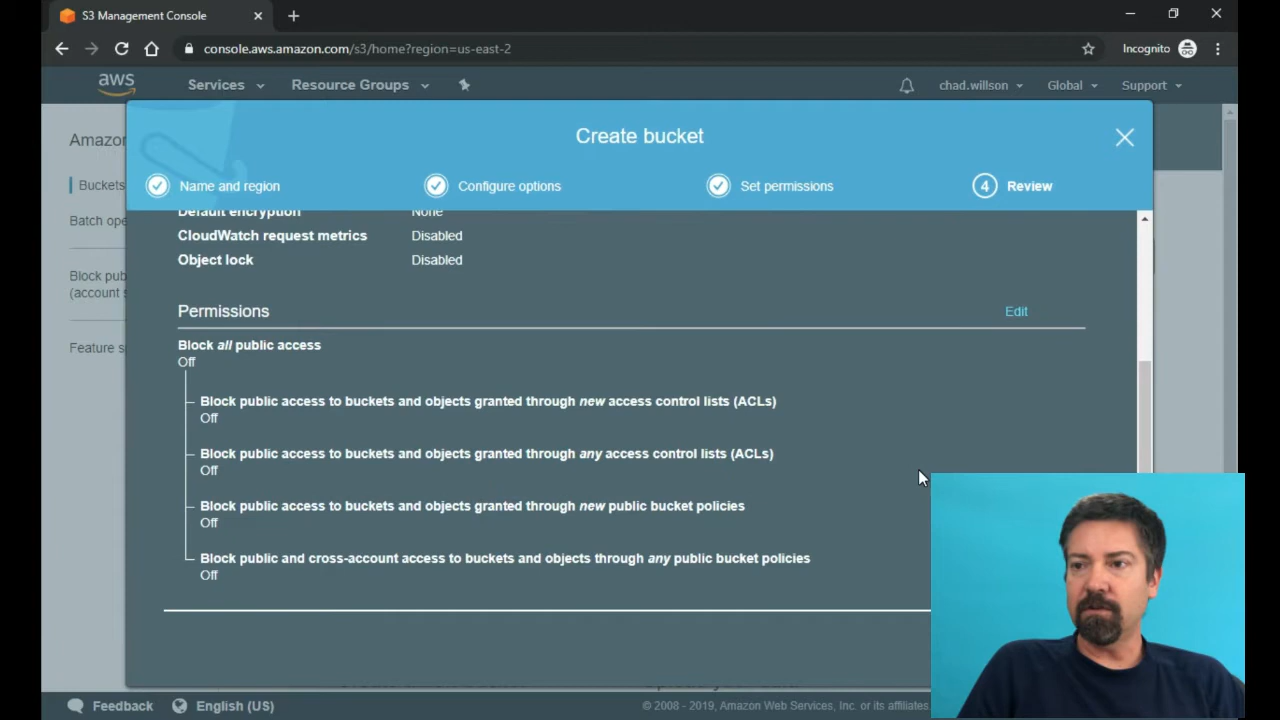 S3 Management Console
console.aws.amazon.com/s3/home?region=us-east-2
Incognito
aws
Services
Resource Groups
chad.willson
Global
Support
Amazon
Create bucket
Name and region
Configure options
Set permissions
4 Review
Buckets
Batch ope
Block pub
(account s
Feature s
Default encryption None
CloudWatch request metrics Disabled
Object lock Disabled
Permissions Edit
Block all public access
Off
Block public access to buckets and objects granted through new access control lists (ACLs)
Off
Block public access to buckets and objects granted through any access control lists (ACLs)
Off
Block public access to buckets and objects granted through new public bucket policies
Off
Block public and cross-account access to buckets and objects through any public bucket policies
Off
Feedback
English (US)
© 2008 - 2019, Amazon Web Services, Inc. or its affiliates.